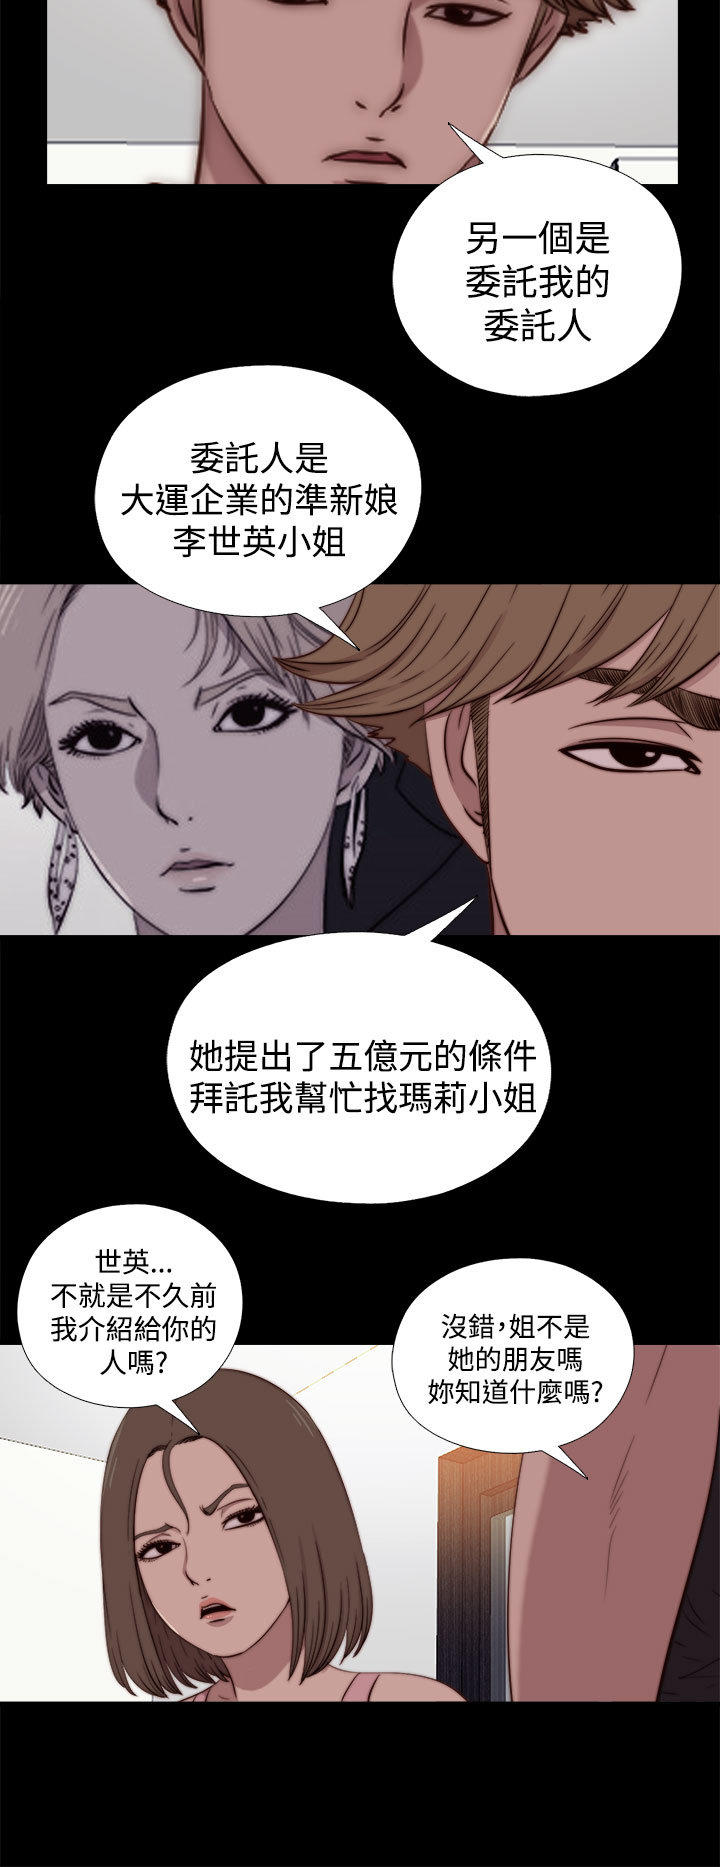 另一個是
委託我的
委託人
委託人是
大運企業的準新娘
李世英小姐
她提出了五億元的條件
拜託我幫忙找瑪莉小姐
世英…
不就是不久前
我介紹給你的
人嗎?
沒錯,姐不是
她的朋友嗎
妳知道什麼嗎?